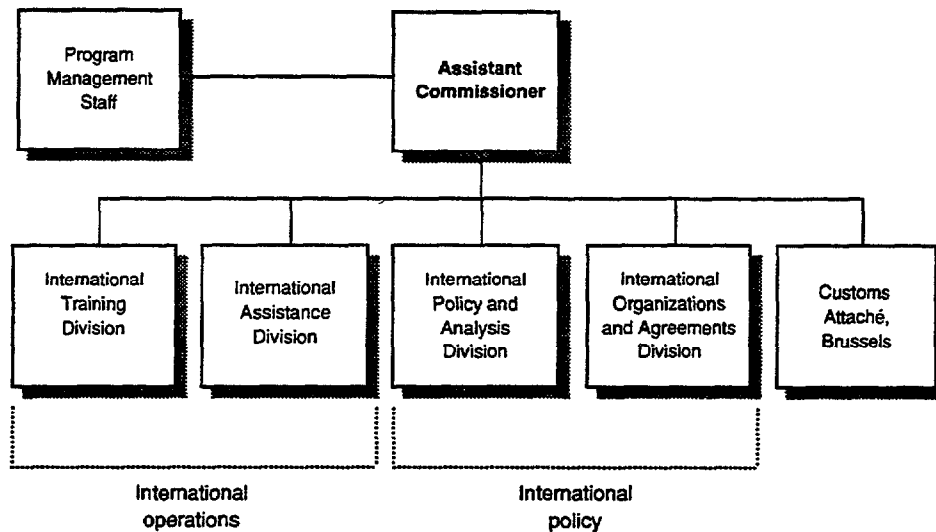 Program
Management
Staff
Assistant
Commissioner
International
Training
Division
International
Assistance
Division
International
Policy and
Analysis
Division
International
Organizations
and Agreements
Division
Customs
Attaché,
Brussels
International
operations
International
policy